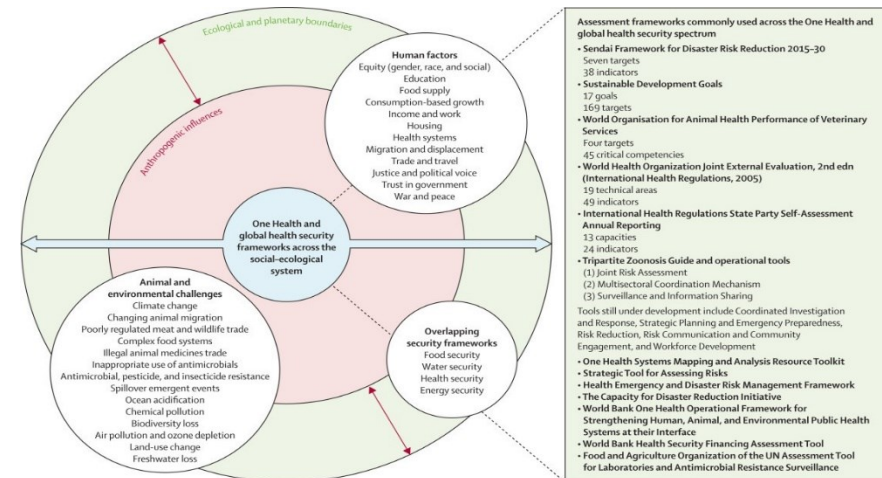 Ecological and planetary boundaries
Anthropogenic influences
Human factors
Equity (gender, race, and social)
Education
Food supply
Consumption-based growth
Income and work
Housing
Health systems
Migration and displacement
Trade and travel
Justice and political voice
Trust in government
War and peace
One Health and
global health security
frameworks across the
social-ecological
system
Animal and
environmental challenges
Climate change
Changing animal migration
Poorly regulated meat and wildlife trade
Complex food systems
Illegal animal medicines trade
Inappropriate use of antimicrobials
Antimicrobial, pesticide, and insecticide resistance
Spillover emergent events
Ocean acidification
Chemical pollution
Biodiversity loss
Air pollution and ozone depletion
Land-use change
Freshwater loss
Overlapping
security frameworks
Food security
Water security
Health security
Energy security
Assessment frameworks commonly used across the One Health and
global health security spectrum
• Sendai Framework for Disaster Risk Reduction 2015–30
Seven targets
38 indicators
• Sustainable Development Goals
17 goals
169 targets
• World Organisation for Animal Health Performance of Veterinary
Services
Four targets
45 critical competencies
• World Health Organization Joint External Evaluation, 2nd edn
(International Health Regulations, 2005)
19 technical areas
49 indicators
• International Health Regulations State Party Self-Assessment
Annual Reporting
13 capacities
24 indicators
• Tripartite Zoonosis Guide and operational tools
(1) Joint Risk Assessment
(2) Multisectoral Coordination Mechanism
(3) Surveillance and Information Sharing
Tools still under development include Coordinated Investigation
and Response, Strategic Planning and Emergency Preparedness,
Risk Reduction, Risk Communication and Community
Engagement, and Workforce Development
• One Health Systems Mapping and Analysis Resource Toolkit
• Strategic Tool for Assessing Risks
• Health Emergency and Disaster Risk Management Framework
• The Capacity for Disaster Reduction Initiative
• World Bank One Health Operational Framework for
Strengthening Human, Animal, and Environmental Public Health
Systems at their Interface
• World Bank Health Security Financing Assessment Tool
• Food and Agriculture Organization of the UN Assessment Tool
for Laboratories and Antimicrobial Resistance Surveillance